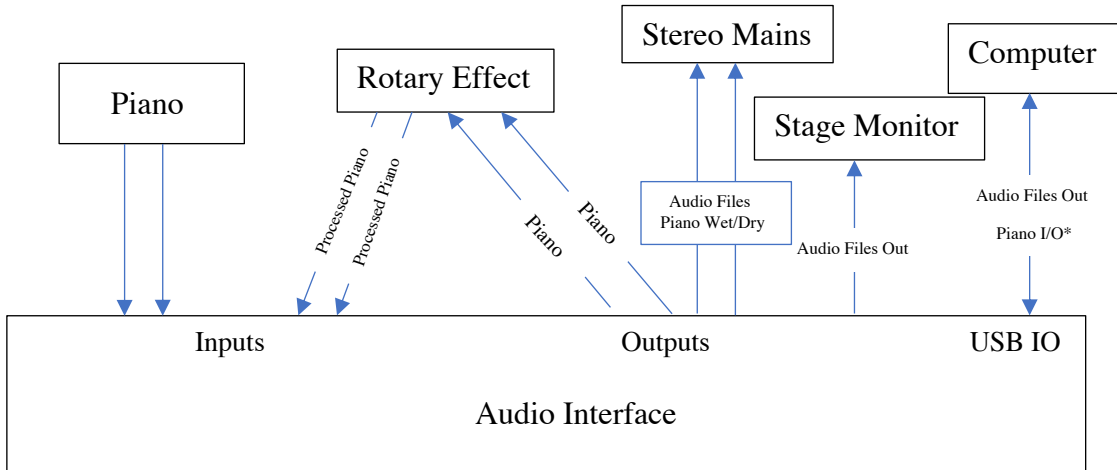 Stereo Mains
Computer
Rotary Effect
Piano
Stage Monitor
Processed Piano
Processed Piano
Piano
Piano
Audio Files
Piano Wet/Dry
Audio Files Out
Audio Files Out
Piano I/O*
Inputs
Outputs
USB IO
Audio Interface